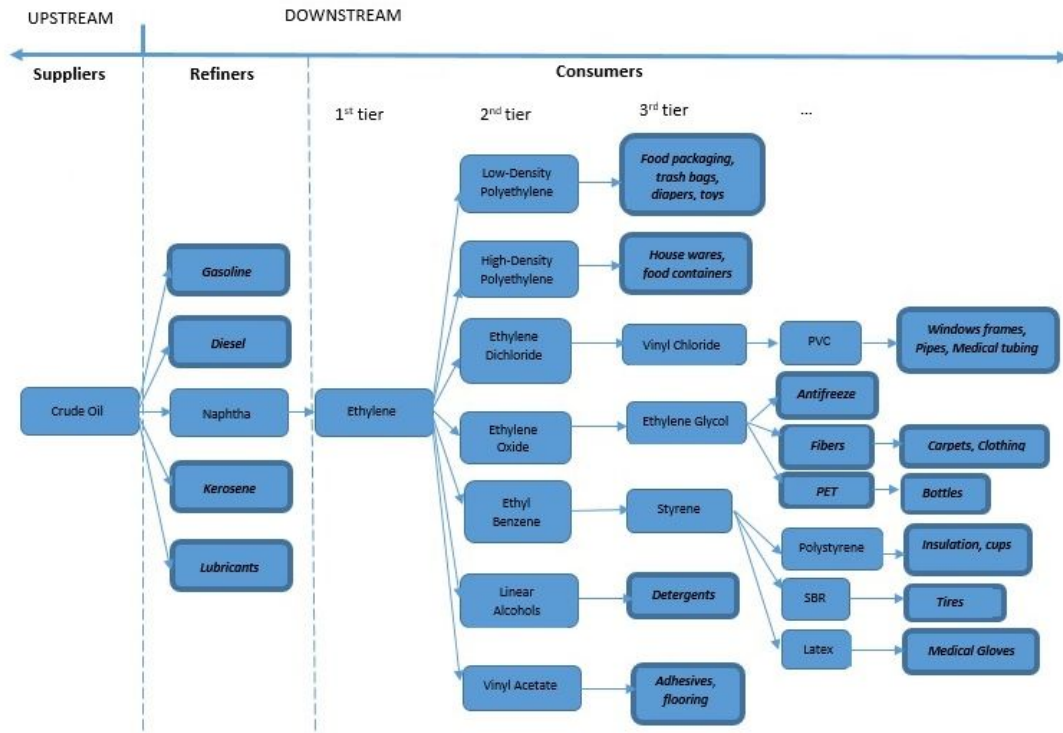 UPSTREAM
DOWNSTREAM
Suppliers
Refiners
Consumers
1st tier
2nd tier
3rd tier
...
Crude Oil
Gasoline
Diesel
Naphtha
Kerosene
Lubricants
Ethylene
Low-Density
Polyethylene
Food packaging,
trash bags,
diapers, toys
High-Density
Polyethylene
House wares,
food containers
Ethylene
Dichloride
Vinyl Chloride
PVC
Windows frames,
Pipes, Medical tubing
Ethylene
Oxide
Ethylene Glycol
Antifreeze
Fibers
Carpets, Clothing
PET
Bottles
Ethyl
Benzene
Styrene
Polystyrene
Insulation, cups
SBR
Tires
Latex
Medical Gloves
Linear
Alcohols
Detergents
Vinyl Acetate
Adhesives,
flooring